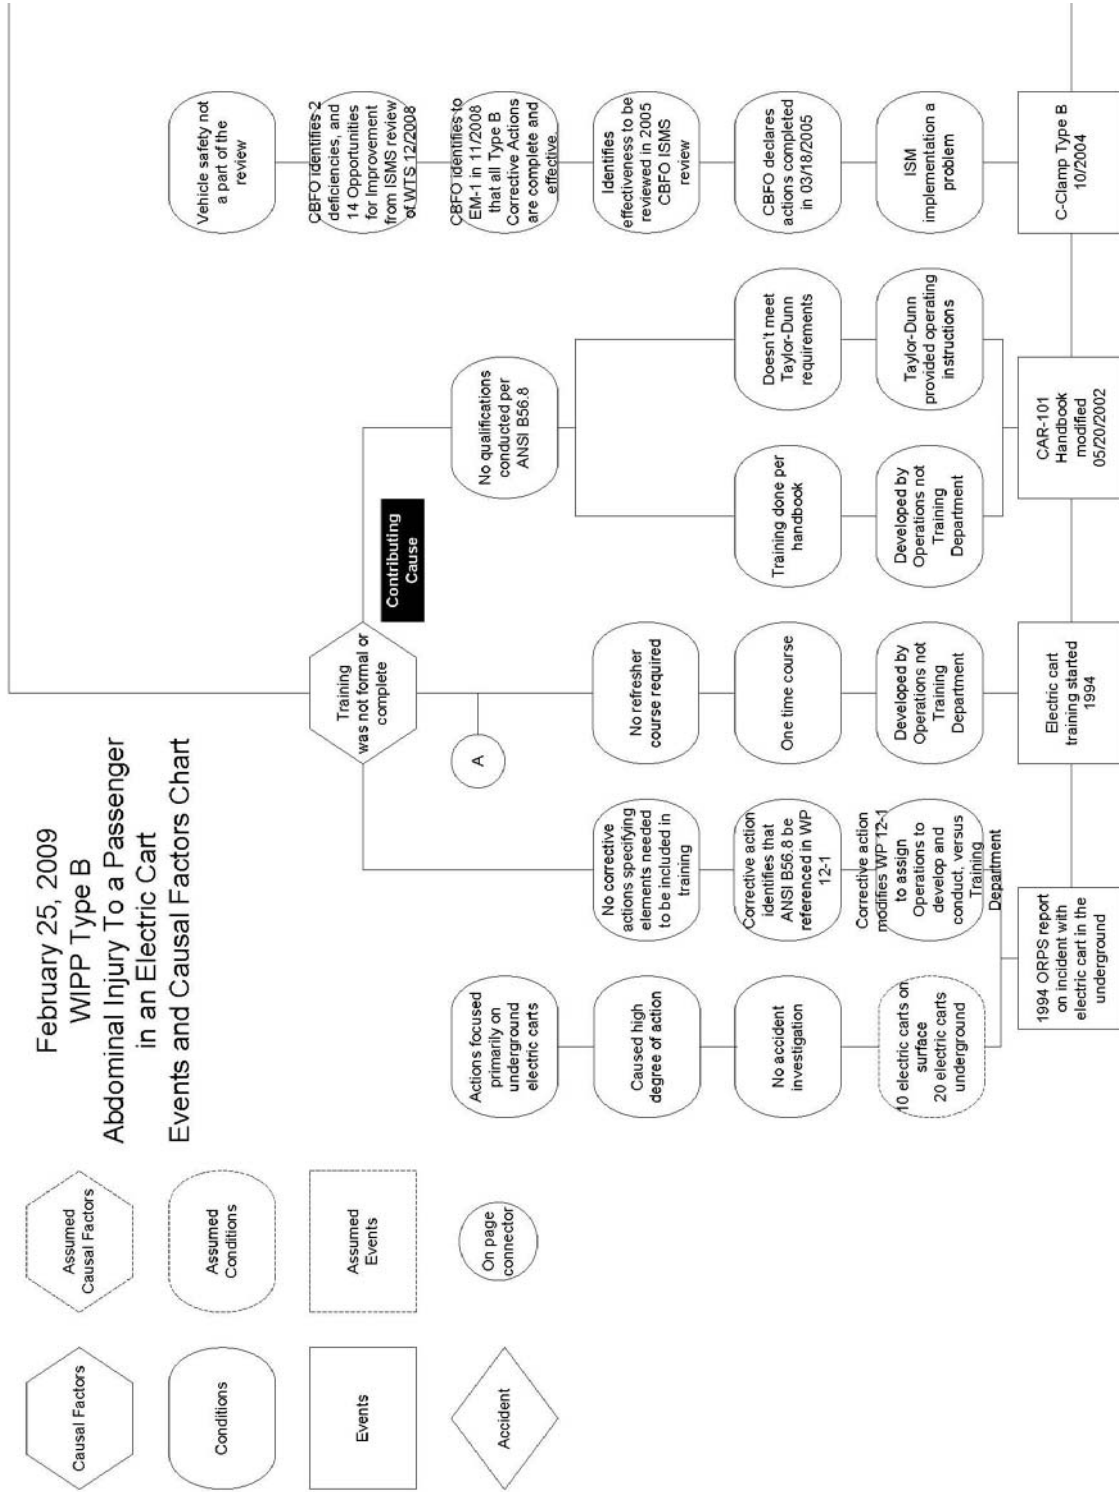 February 25, 2009
WIPP Type B
Abdominal Injury To a Passenger
in an Electric Cart
Events and Causal Factors Chart
Causal Factors
Assumed
Causal Factors
Conditions
Assumed
Conditions
Events
Assumed
Events
Accident
On page
connector
Training
was not formal or
complete
Contributing
Cause
A
Actions focused
primarily on
underground
electric carts
Caused high
degree of action
No accident
investigation
10 electric carts on
surface
20 electric carts
underground
No corrective
actions specifying
elements needed
to be included in
training
Corrective action
identifies that
ANSI B56.8 be
referenced in WP
12-1
Corrective action
modifies WP 12-1
to assign
Operations to
develop and
conduct, versus
Training
Department
1994 ORPS report
on incident with
electric cart in the
underground
No refresher
course required
One time course
Developed by
Operations not
Training
Department
Electric cart
training started
1994
No qualifications
conducted per
ANSI B56.8
Training done per
handbook
Developed by
Operations not
Training
Department
Doesn't meet
Taylor-Dunn
requirements
Taylor-Dunn
provided operating
instructions
CAR-101
Handbook
modified
05/20/2002
Vehicle safety not
a part of the
review
CBFO identifies 2
deficiencies, and
14 Opportunities
for Improvement
from ISMS review
of WTS 12/2008
CBFO identifies to
EM-1 in 11/2008
that all Type B
Corrective Actions
are complete and
effective.
Identifies
effectiveness to be
reviewed in 2005
CBFO ISMS
review
CBFO declares
actions completed
in 03/18/2005
ISM
implementation a
problem
C-Clamp Type B
10/2004